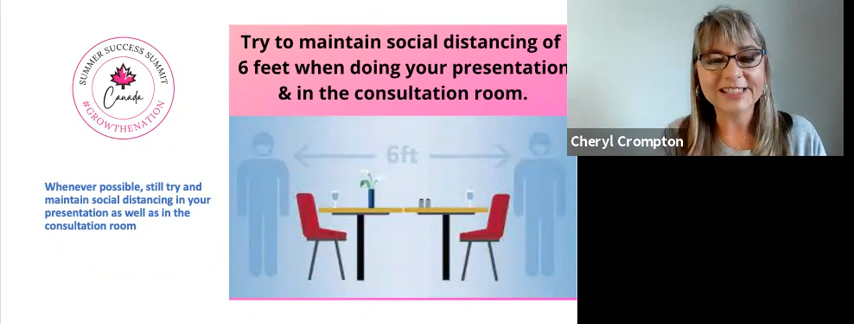 SUMMER SUCCESS SUMMIT
Canada
#GROWTHENATION
Whenever possible, still try and
maintain social distancing in your
presentation as well as in the
consultation room
Try to maintain social distancing of
6 feet when doing your presentation
& in the consultation room.
6ft
Cheryl Crompton